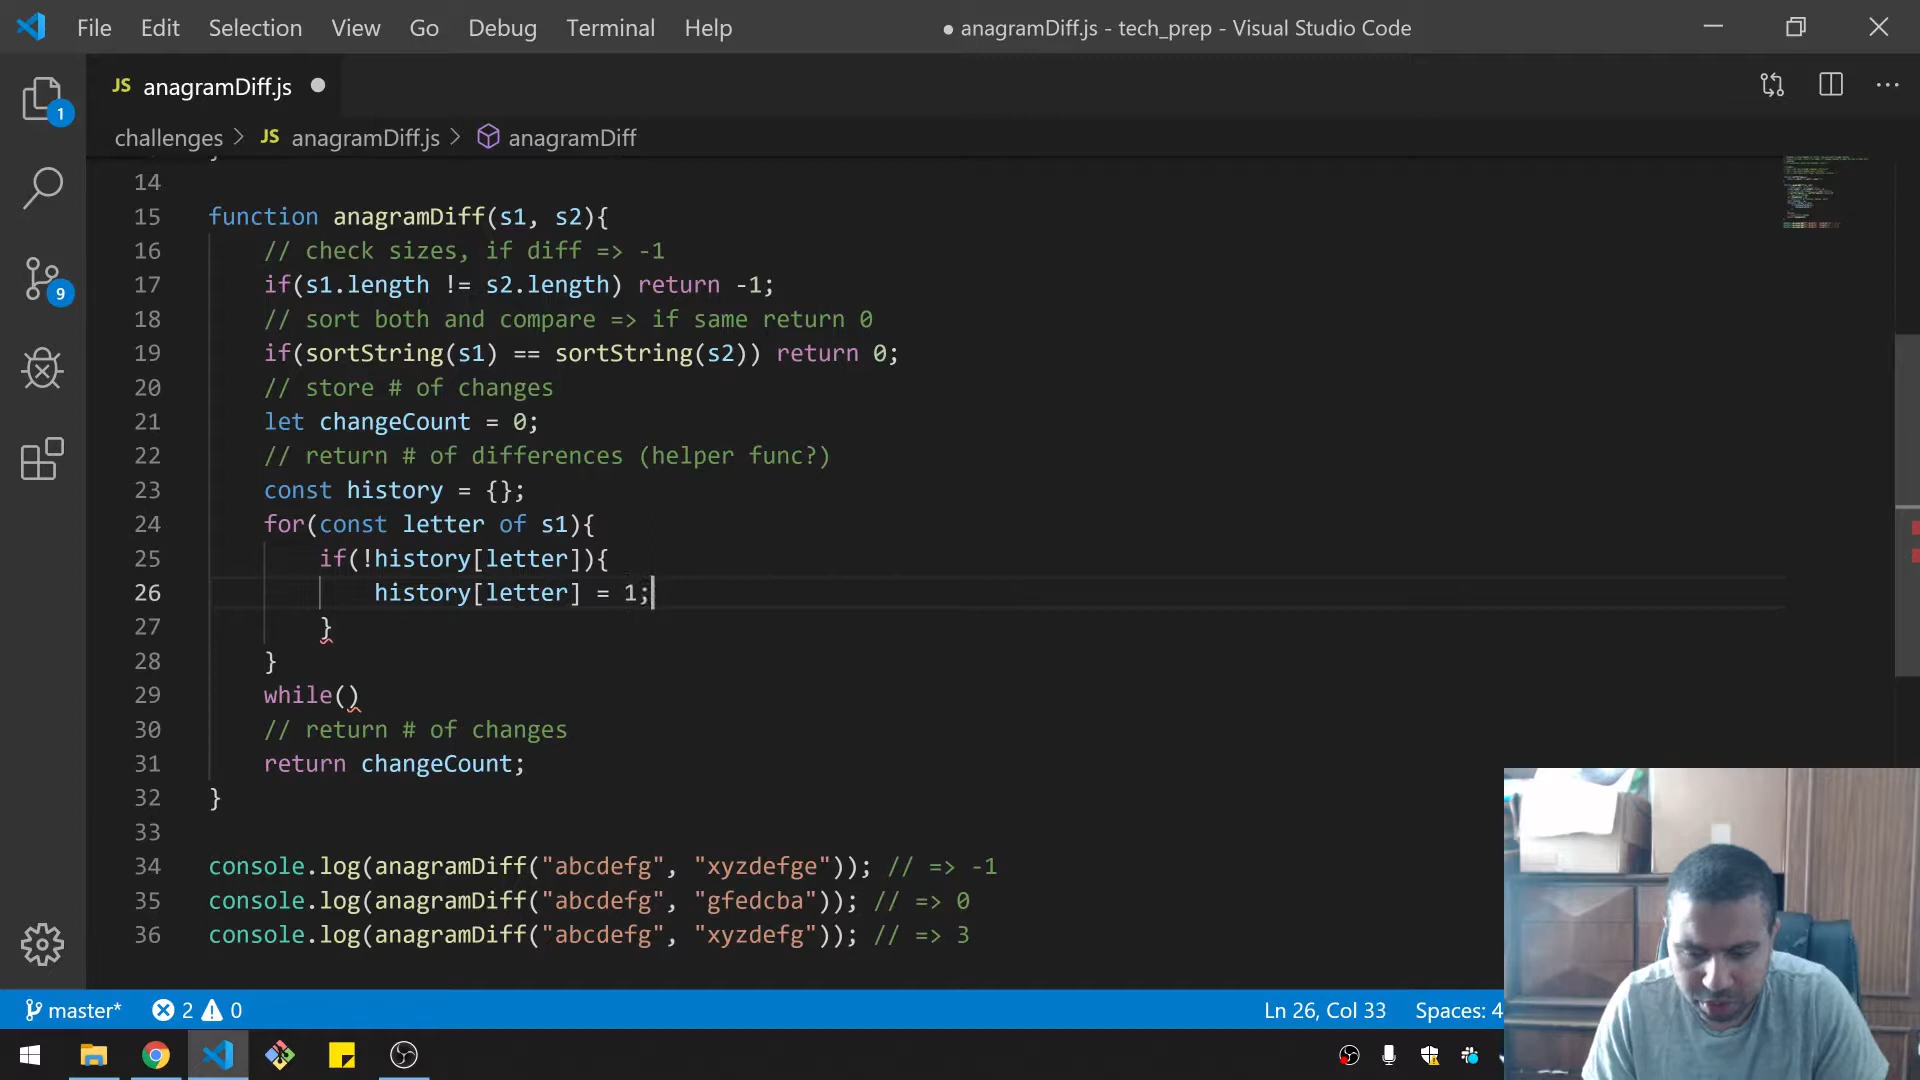 File Edit Selection View Go Debug Terminal Help ● anagramDiff.js - tech_prep - Visual Studio Code
JS anagramDiff.js
1
challenges > JS anagramDiff.js > anagramDiff
14
15 function anagramDiff(s1, s2){
16 // check sizes, if diff => -1
17 if(s1.length != s2.length) return -1;
18 // sort both and compare => if same return 0
19 if(sortString(s1) == sortString(s2)) return 0;
9
20 // store # of changes
21 let changeCount = 0;
22 // return # of differences (helper func?)
23 const history = {};
24 for(const letter of s1){
25 if(!history[letter]){
26 history[letter] = 1;
27 }
28 }
29 while()
30 // return # of changes
31 return changeCount;
32 }
33
34 console.log(anagramDiff("abcdefg", "xyzdefge")); // => -1
35 console.log(anagramDiff("abcdefg", "gfedcba")); // => 0
36 console.log(anagramDiff("abcdefg", "xyzdefg")); // => 3
master* 2 0 Ln 26, Col 33 Spaces: 4